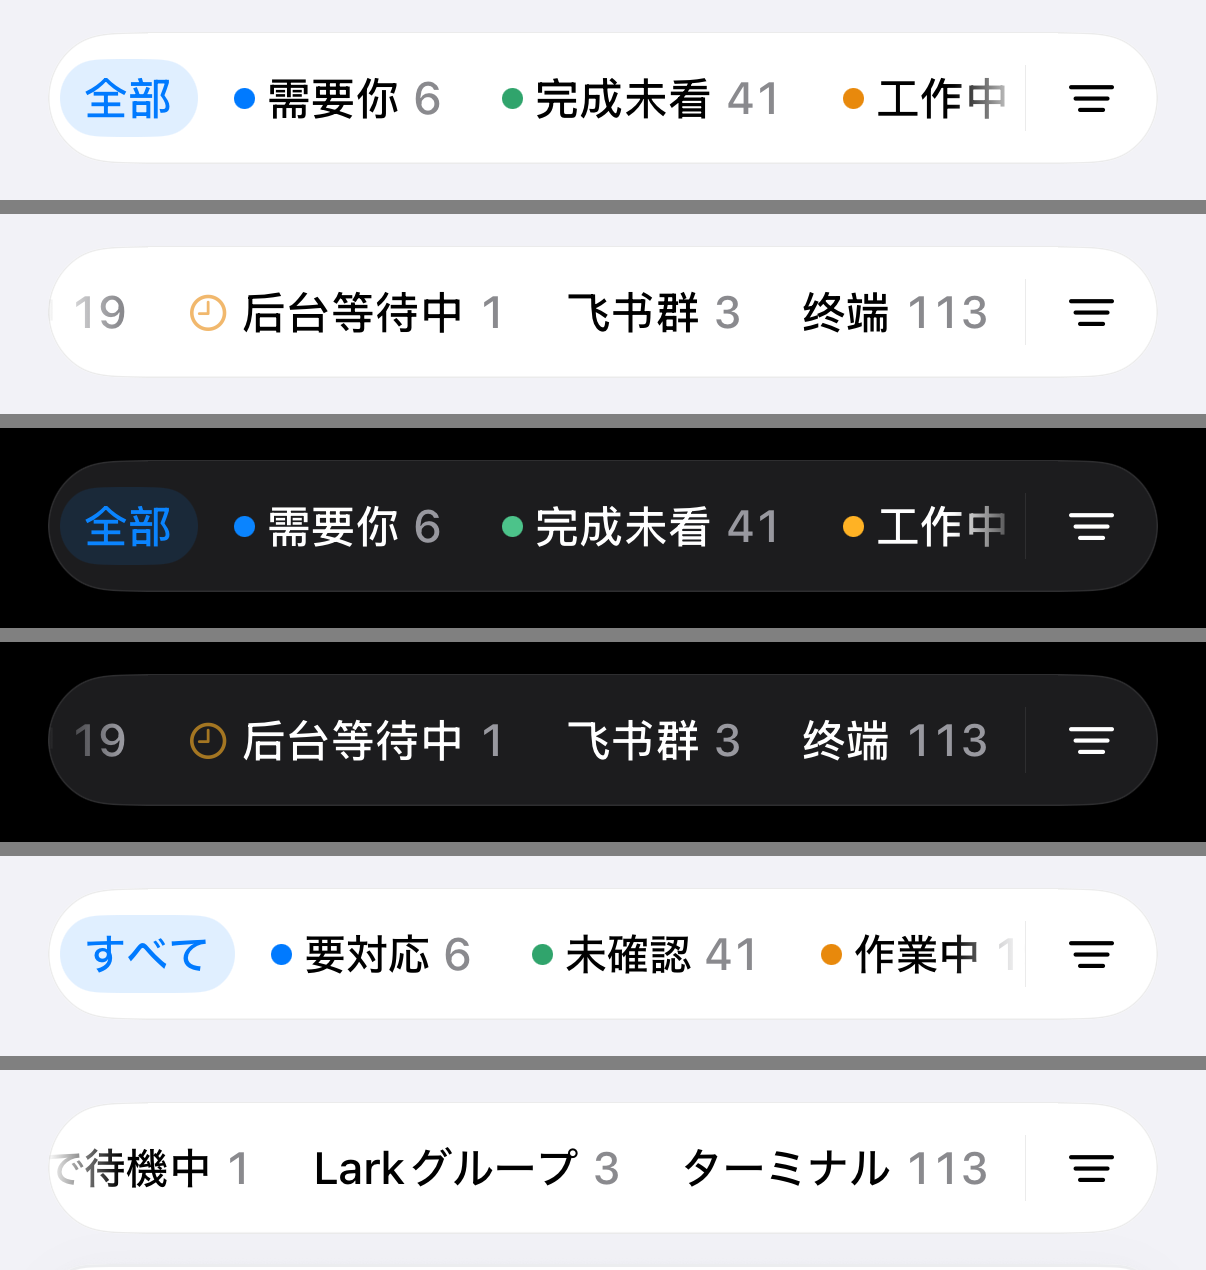 全部 需要你 6 完成未看 41 工作中
19 后台等待中 1 飞书群 3 终端 113
全部 需要你 6 完成未看 41 工作中
19 后台等待中 1 飞书群 3 终端 113
すべて 要対応 6 未確認 41 作業中 1
で待機中 1 Larkグループ 3 ターミナル 113